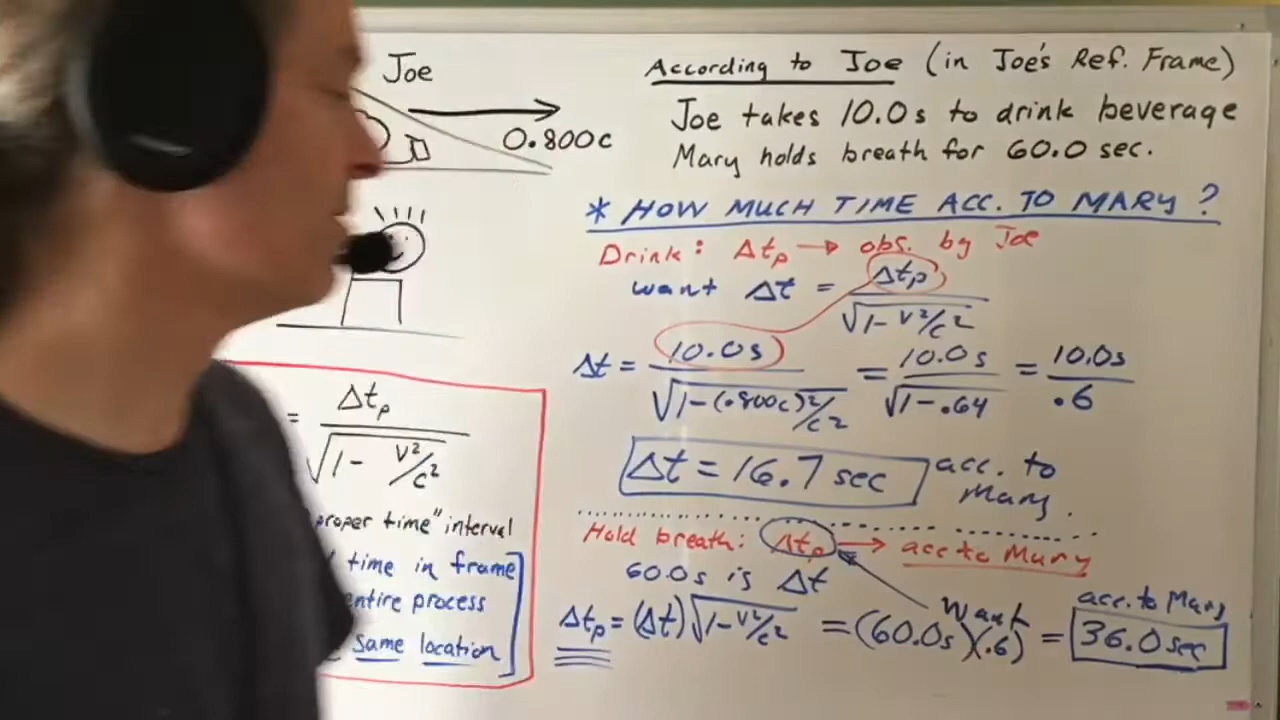 Joe
0.800c
According to Joe (in Joe's Ref. Frame)
Joe takes 10.0s to drink beverage
Mary holds breath for 60.0 sec.
* HOW MUCH TIME ACC. TO MARY?
Drink: Δtp → obs. by Joe
want Δt = Δtp / √1-v²/c²
Δt = 10.0s / √1-(.800c)²/c² = 10.0s / √1-.64 = 10.0s / .6
Δt = 16.7 sec acc. to Mary.
Hold breath: Δtp → acc to Mary
60.0s is Δt
want
Δtp = (Δt)√1-v²/c² = (60.0s)(.6) = 36.0 sec
acc. to Mary
= Δtp / √1- v²/c²
proper time" interval
time in frame
entire process
same location